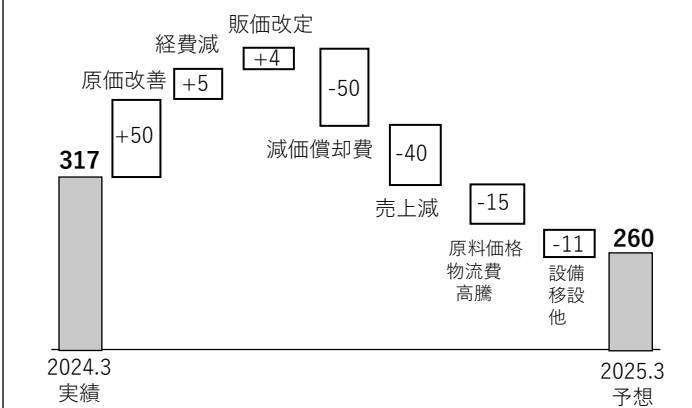 販価改定
+4
経費減
+5
原価改善
+50
317
-50
減価償却費
-40
売上減
-15
原料価格
物流費
高騰
-11
設備
移設
他
260
2024.3
実績
2025.3
予想